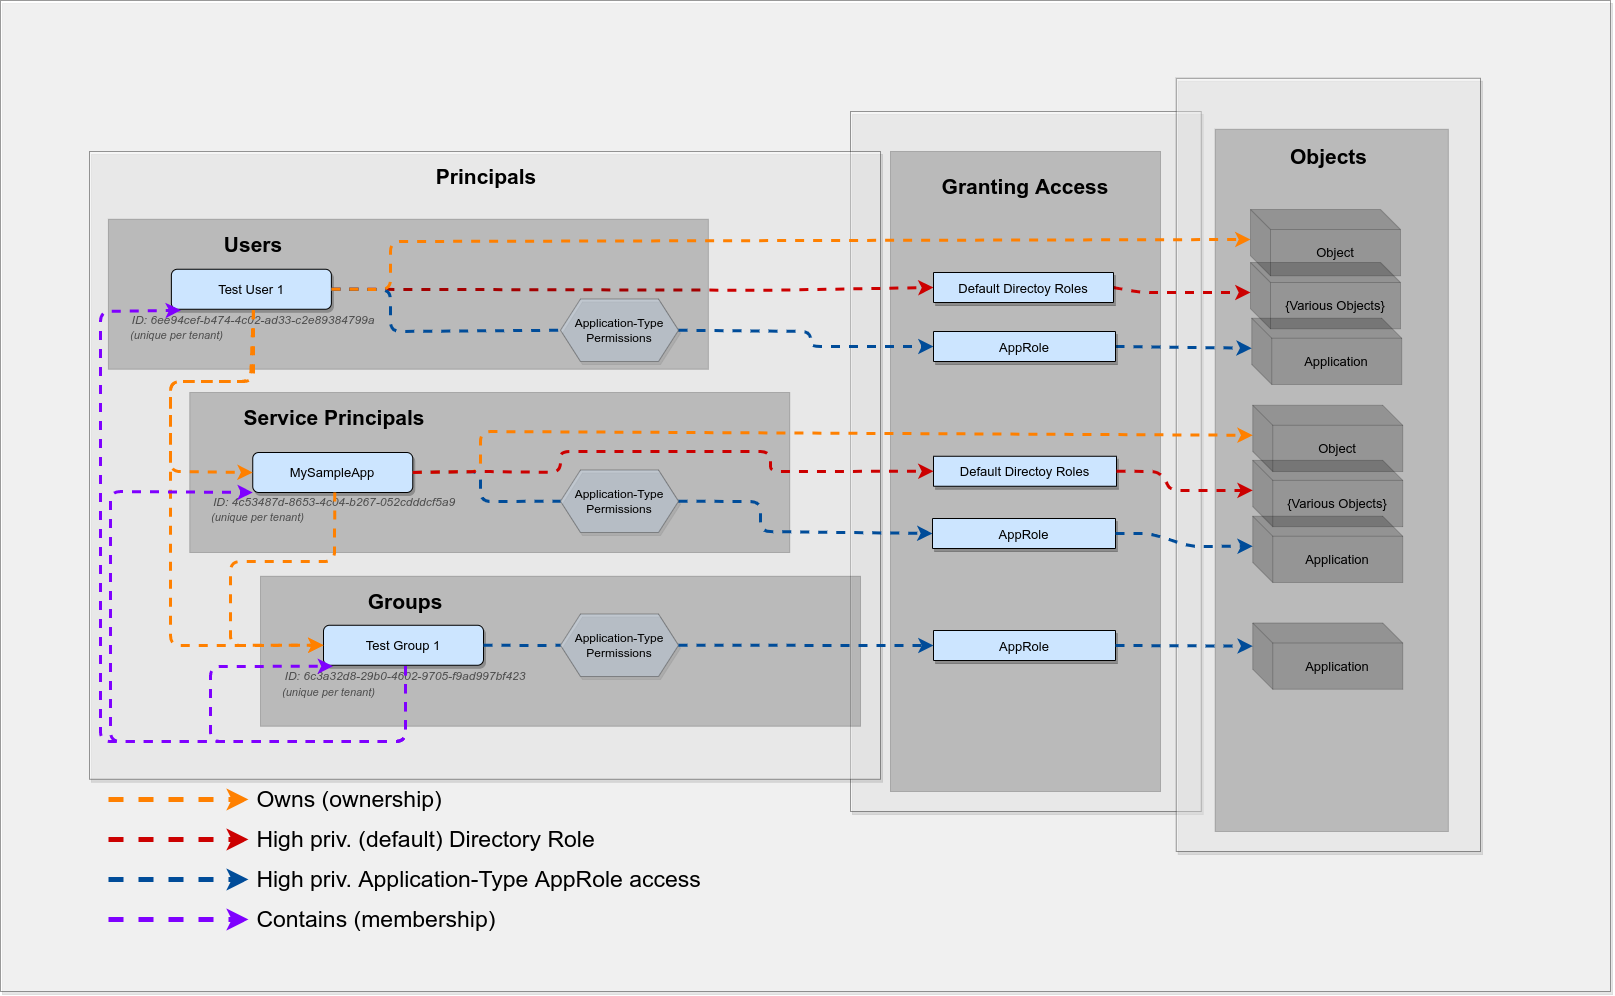 Principals
Users
Test User 1
ID: 6ee94cef-b474-4c02-ad33-c2e89384799a
(unique per tenant)
Application-Type
Permissions
Service Principals
MySampleApp
ID: 4c53487d-8653-4c04-b267-052cdddcf5a9
(unique per tenant)
Application-Type
Permissions
Groups
Test Group 1
ID: 6c3a32d8-29b0-4602-9705-f9ad997bf423
(unique per tenant)
Application-Type
Permissions
Granting Access
Default Directoy Roles
AppRole
Default Directoy Roles
AppRole
AppRole
Objects
Object
{Various Objects}
Application
Object
{Various Objects}
Application
Application
Owns (ownership)
High priv. (default) Directory Role
High priv. Application-Type AppRole access
Contains (membership)